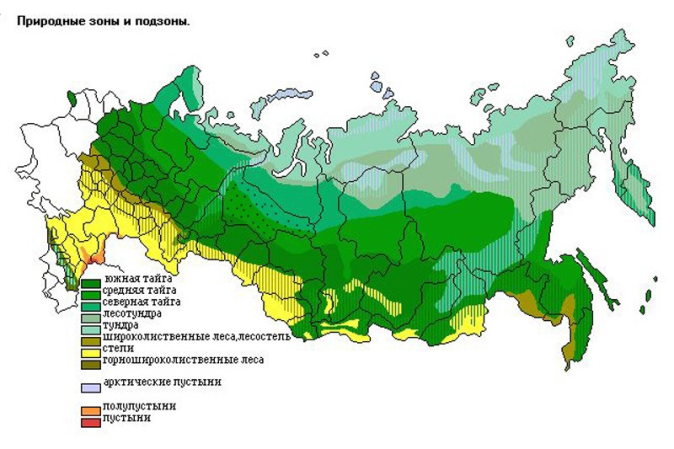 Природные зоны и подзоны.
южная тайга
средняя тайга
северная тайга
лесотундра
тундра
широколиственные леса,лесостепь
степи
горношироколиственные леса
арктические пустыни
полупустыни
пустыни